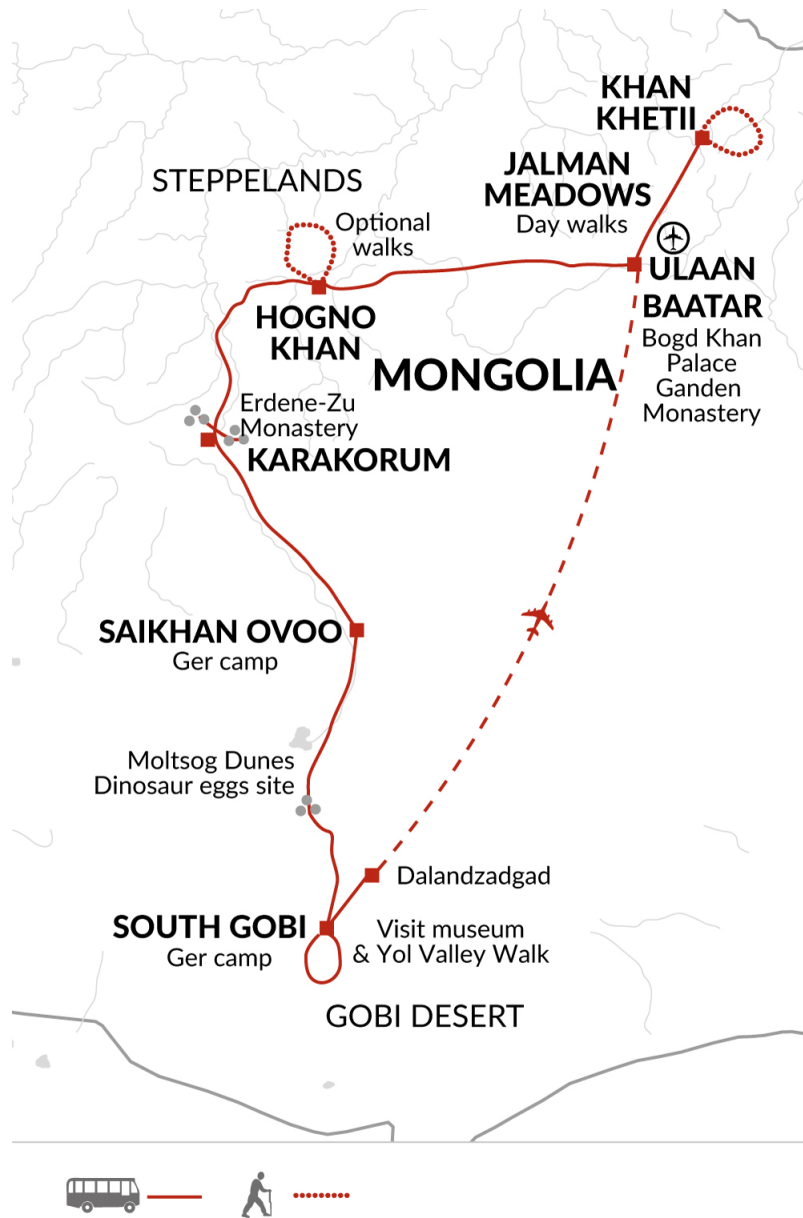 KHAN
KHETII
JALMAN
MEADOWS
Day walks
STEPPELANDS
Optional
walks
ULAAN
BAATAR
Bogd Khan
Palace
Ganden
Monastery
HOGNO
KHAN
MONGOLIA
Erdene-Zu
Monastery
KARAKORUM
SAIKHAN OVOO
Ger camp
Moltsog Dunes
Dinosaur eggs site
Dalandzadgad
SOUTH GOBI
Ger camp
Visit museum
& Yol Valley Walk
GOBI DESERT